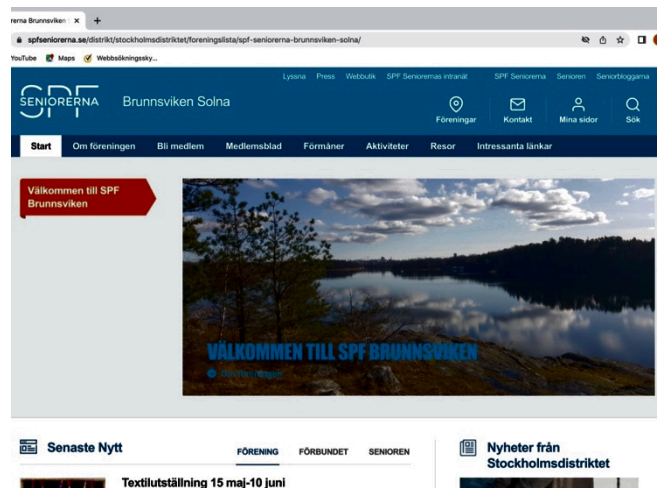 rerna Brunnsviken
spfseniorerna.se/distrikt/stockholmsdistriktet/foreningslista/spf-seniorerna-brunnsviken-solna/
YouTube Maps Webbsökningssky...
Lyssna Press Webbutik SPF Seniorernas intranät SPF Seniorerna Senioren Seniorbloggarna
SPF
SENIORERNA
Brunnsviken Solna
Föreningar Kontakt Mina sidor Sök
Start Om föreningen Bli medlem Medlemsblad Förmåner Aktiviteter Resor Intressanta länkar
Välkommen till SPF
Brunnsviken
VÄLKOMMEN TILL SPF BRUNNSVIKEN
Om föreningen
Senaste Nytt FÖRENING FÖRBUNDET SENIOREN
Textilutställning 15 maj-10 juni
Nyheter från
Stockholmsdistriktet